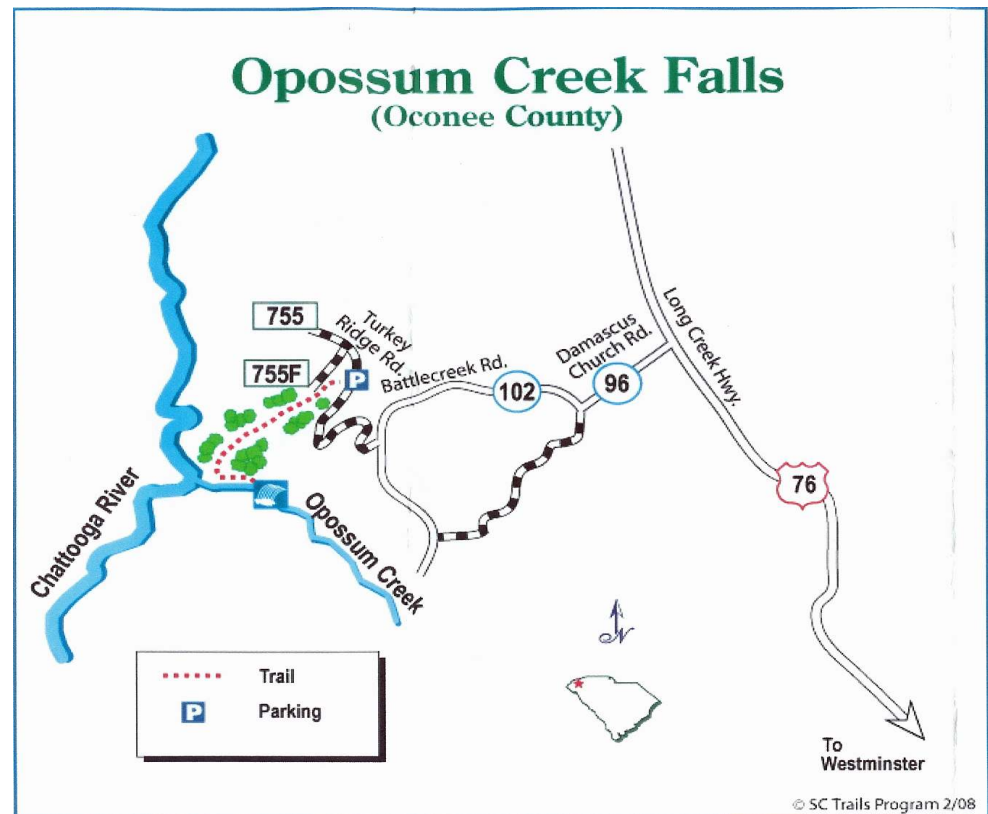 Opossum Creek Falls
(Oconee County)
755
Turkey
Ridge Rd.
755F
P
Battlecreek Rd.
102
Damascus
Church Rd.
96
Long Creek Hwy.
76
Chattooga River
Opossum Creek
N
Trail
P
Parking
To
Westminster
© SC Trails Program 2/08